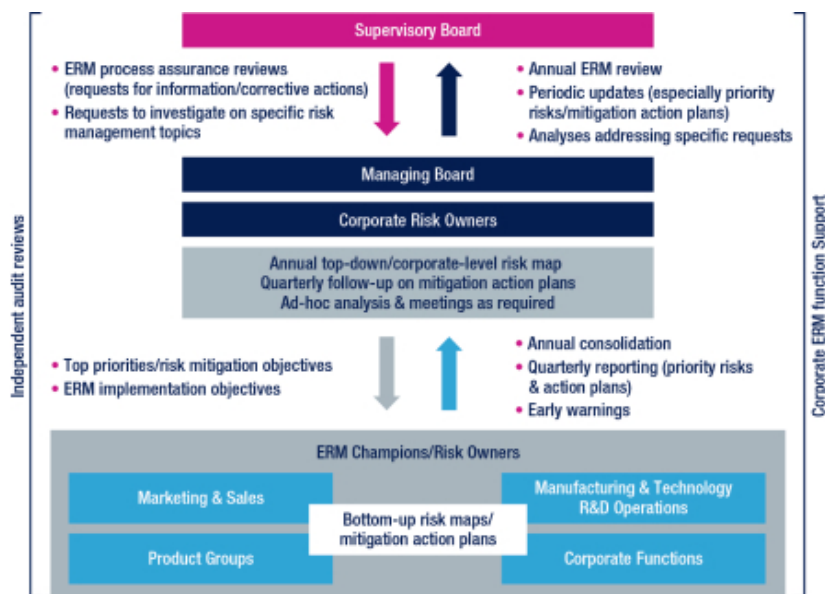 Supervisory Board
• ERM process assurance reviews
(requests for information/corrective actions)
• Requests to investigate on specific risk
management topics
• Annual ERM review
• Periodic updates (especially priority
risks/mitigation action plans)
• Analyses addressing specific requests
Managing Board
Corporate Risk Owners
Annual top-down/corporate-level risk map
Quarterly follow-up on mitigation action plans
Ad-hoc analysis & meetings as required
• Top priorities/risk mitigation objectives
• ERM implementation objectives
• Annual consolidation
• Quarterly reporting (priority risks
& action plans)
• Early warnings
ERM Champions/Risk Owners
Marketing & Sales
Manufacturing & Technology
R&D Operations
Bottom-up risk maps/
mitigation action plans
Product Groups
Corporate Functions
Independent audit reviews
Corporate ERM function Support